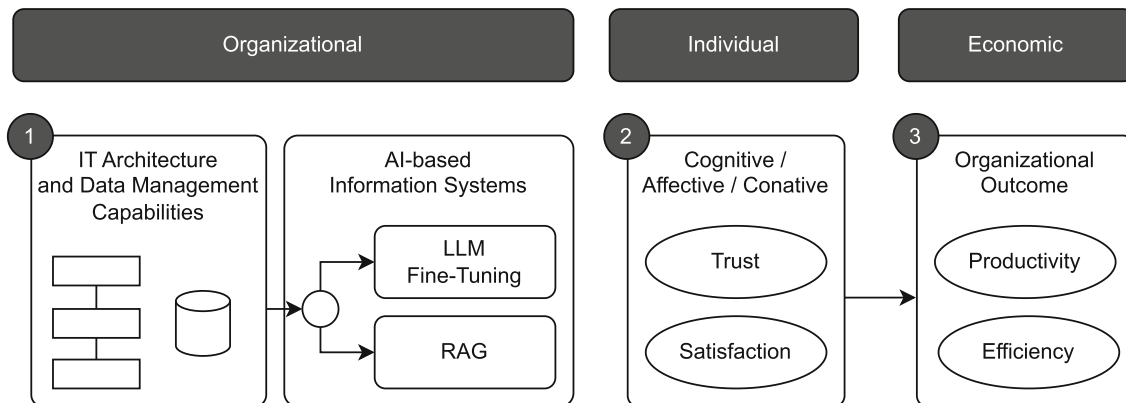 Organizational
Individual
Economic
1
IT Architecture
and Data Management
Capabilities
AI-based
Information Systems
LLM
Fine-Tuning
RAG
2
Cognitive /
Affective / Conative
Trust
Satisfaction
3
Organizational
Outcome
Productivity
Efficiency